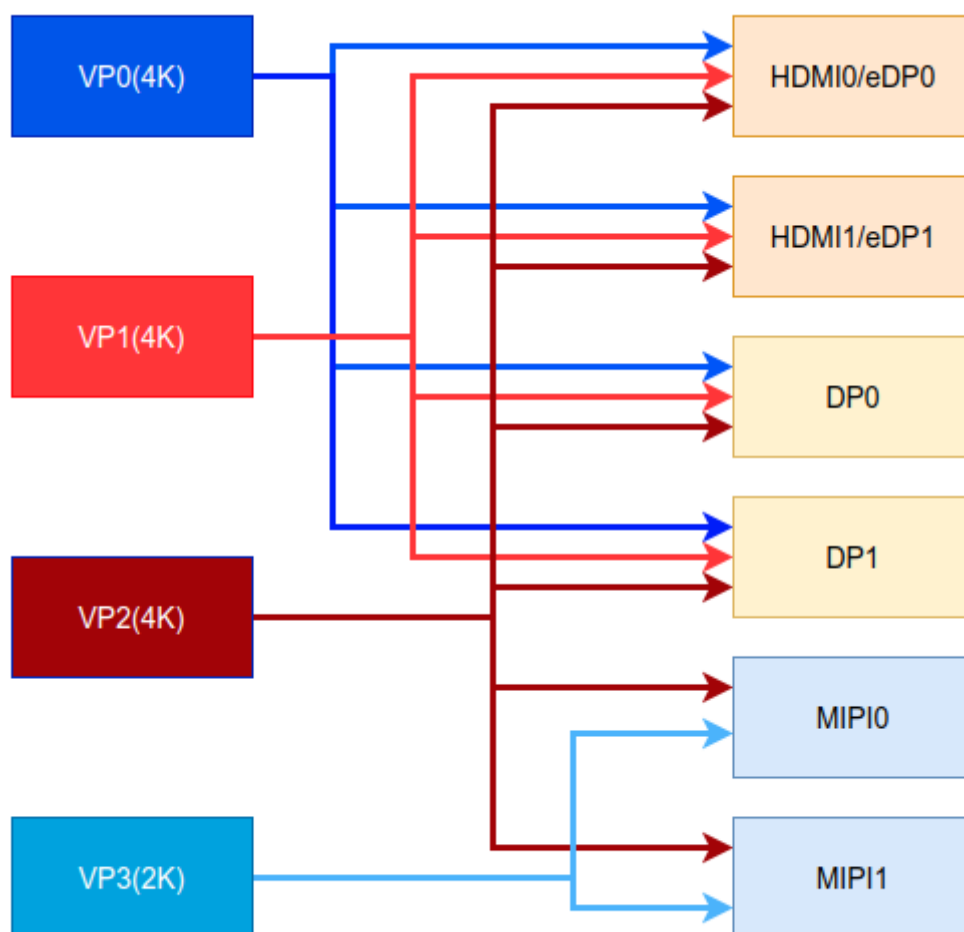 VP0(4K)
HDMI0/eDP0
HDMI1/eDP1
VP1(4K)
DP0
DP1
VP2(4K)
MIPI0
VP3(2K)
MIPI1